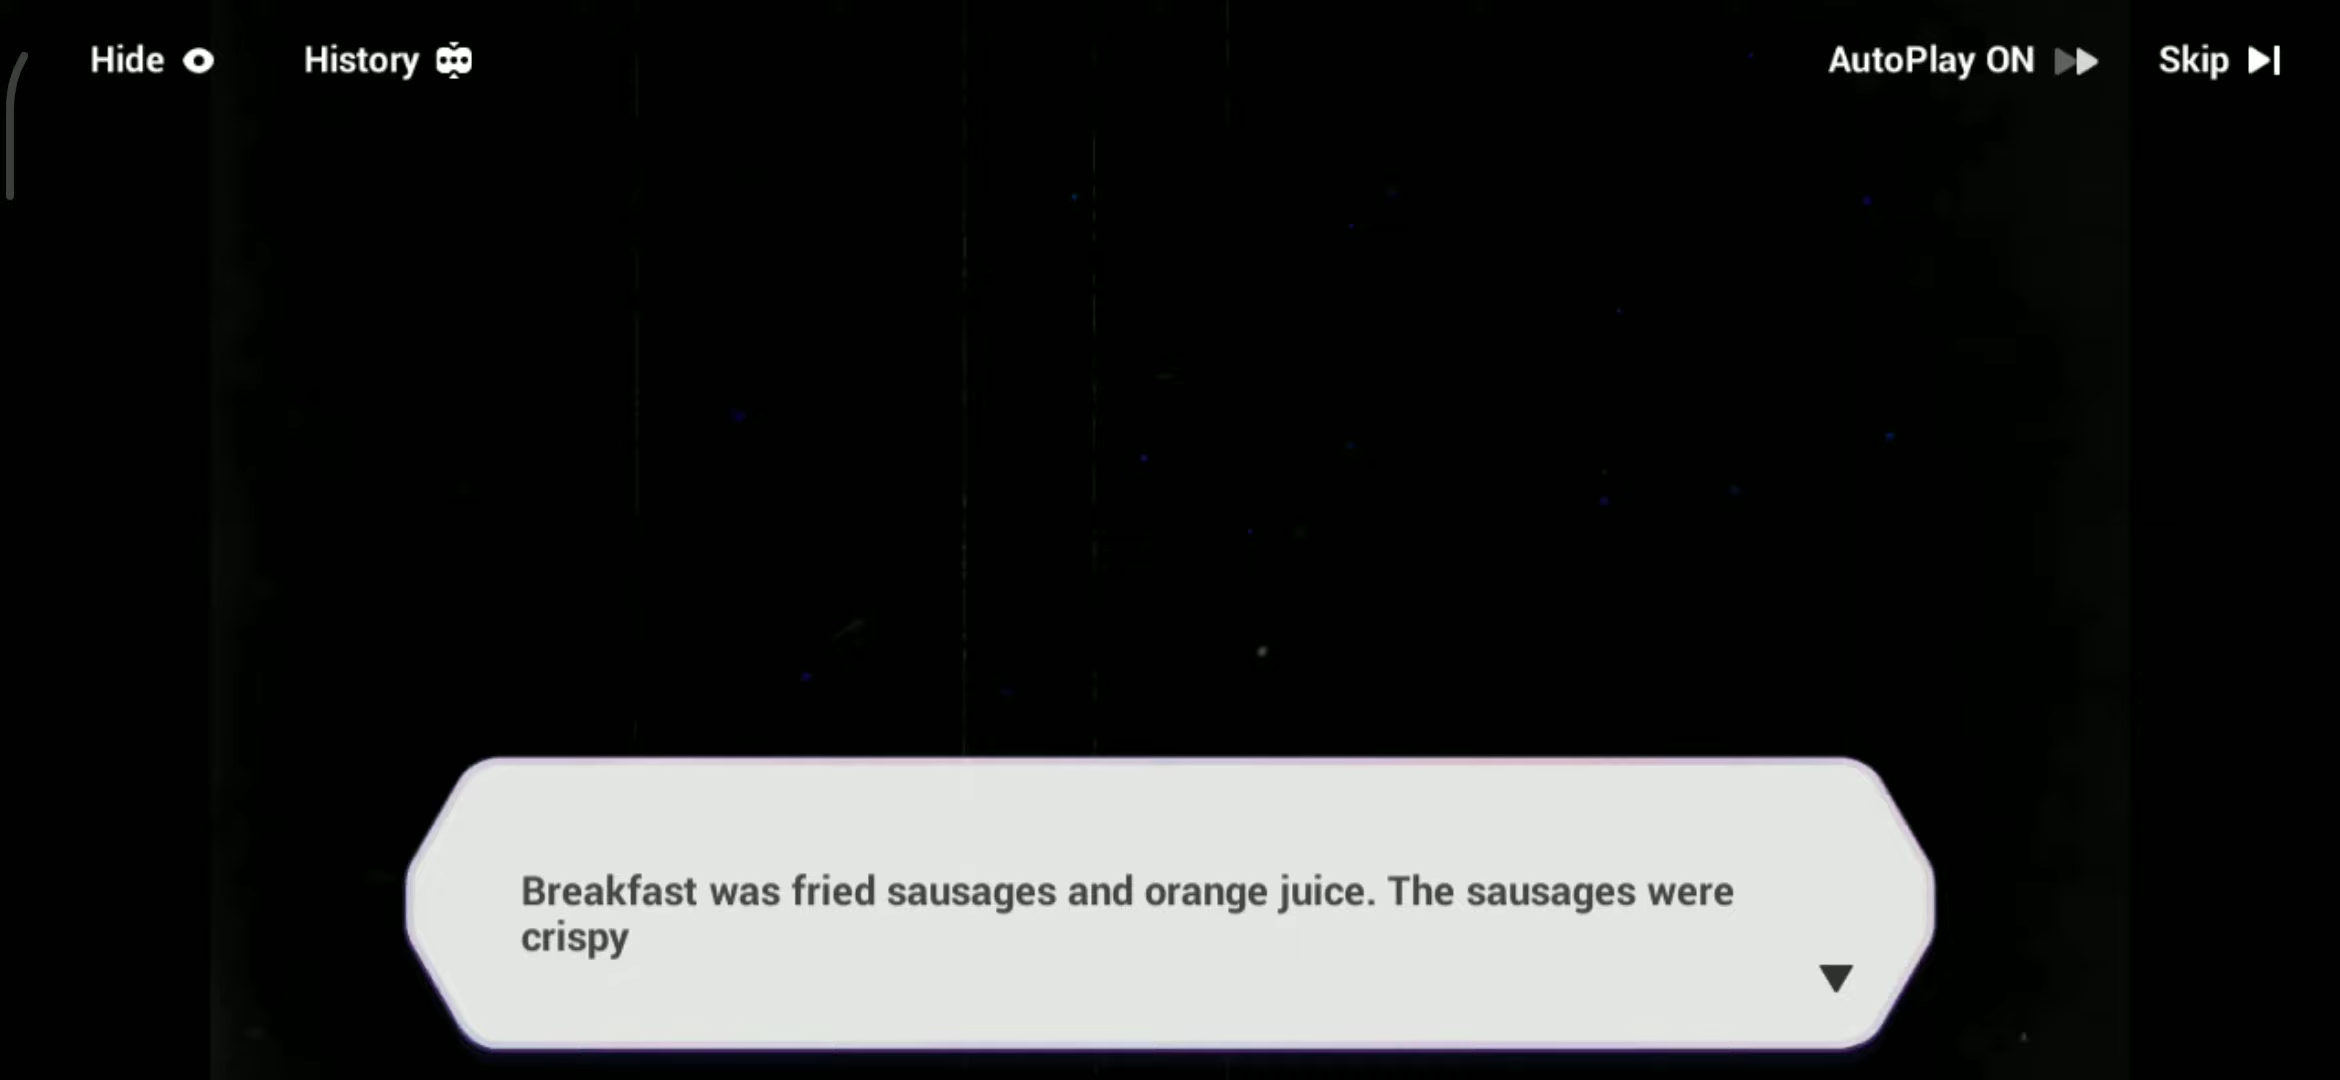 Hide
History
AutoPlay ON
Skip
Breakfast was fried sausages and orange juice. The sausages were
crispy